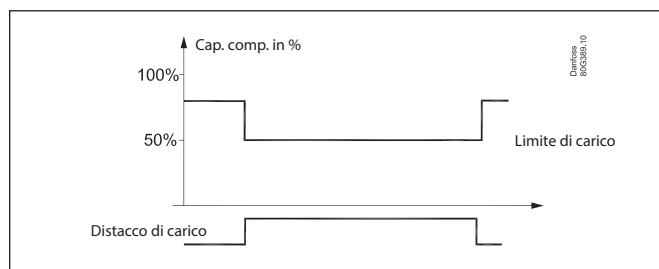 Cap. comp. in %
Danfoss
80G389.10
100%
50%
Limite di carico
Distacco di carico